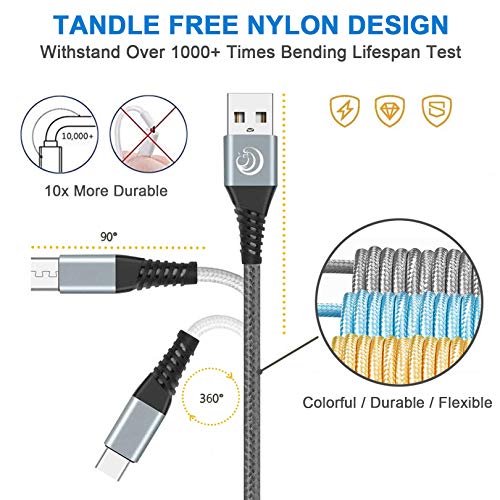 TANDLE FREE NYLON DESIGN
Withstand Over 1000+ Times Bending Lifespan Test
10,000+
10x More Durable
90°
360°
Colorful / Durable / Flexible